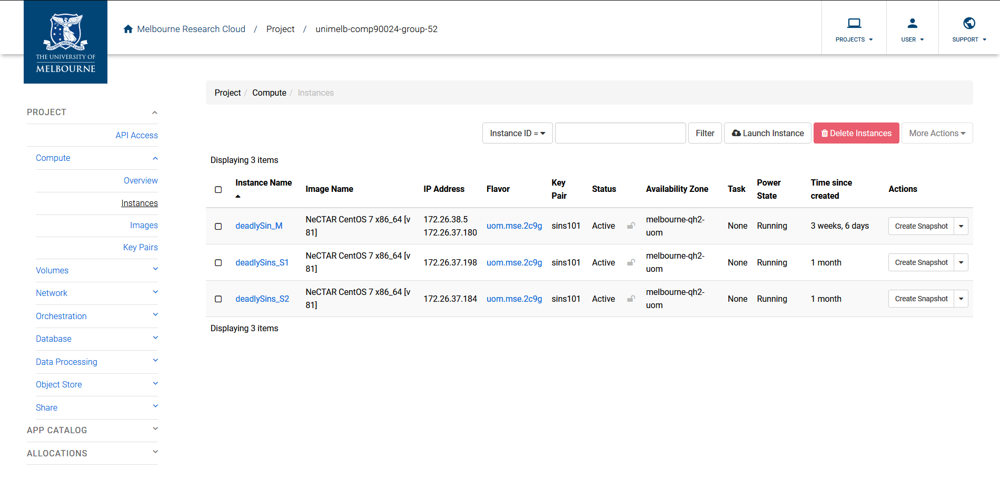 POSTERA CRESCAM LAUDE
THE UNIVERSITY OF
MELBOURNE
Melbourne Research Cloud / Project / unimelb-comp90024-group-52
PROJECTS
USER
SUPPORT
PROJECT
API Access
Compute
Overview
Instances
Images
Key Pairs
Volumes
Network
Orchestration
Database
Data Processing
Object Store
Share
APP CATALOG
ALLOCATIONS
Project / Compute / Instances
Instance ID = Filter Launch Instance Delete Instances More Actions
Displaying 3 items
Instance Name Image Name IP Address Flavor Key Pair Status Availability Zone Task Power State Time since created Actions
deadlySin_M NeCTAR CentOS 7 x86_64 [v 81] 172.26.38.5 172.26.37.180 uom.mse.2c9g sins101 Active melbourne-qh2-uom None Running 3 weeks, 6 days Create Snapshot
deadlySins_S1 NeCTAR CentOS 7 x86_64 [v 81] 172.26.37.198 uom.mse.2c9g sins101 Active melbourne-qh2-uom None Running 1 month Create Snapshot
deadlySins_S2 NeCTAR CentOS 7 x86_64 [v 81] 172.26.37.184 uom.mse.2c9g sins101 Active melbourne-qh2-uom None Running 1 month Create Snapshot
Displaying 3 items